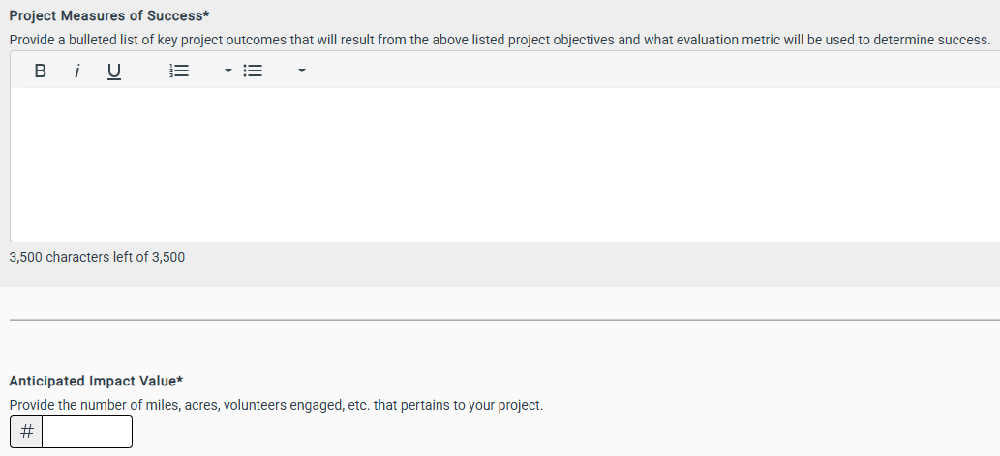 Project Measures of Success*
Provide a bulleted list of key project outcomes that will result from the above listed project objectives and what evaluation metric will be used to determine success.
B i U
3,500 characters left of 3,500
Anticipated Impact Value*
Provide the number of miles, acres, volunteers engaged, etc. that pertains to your project.
#